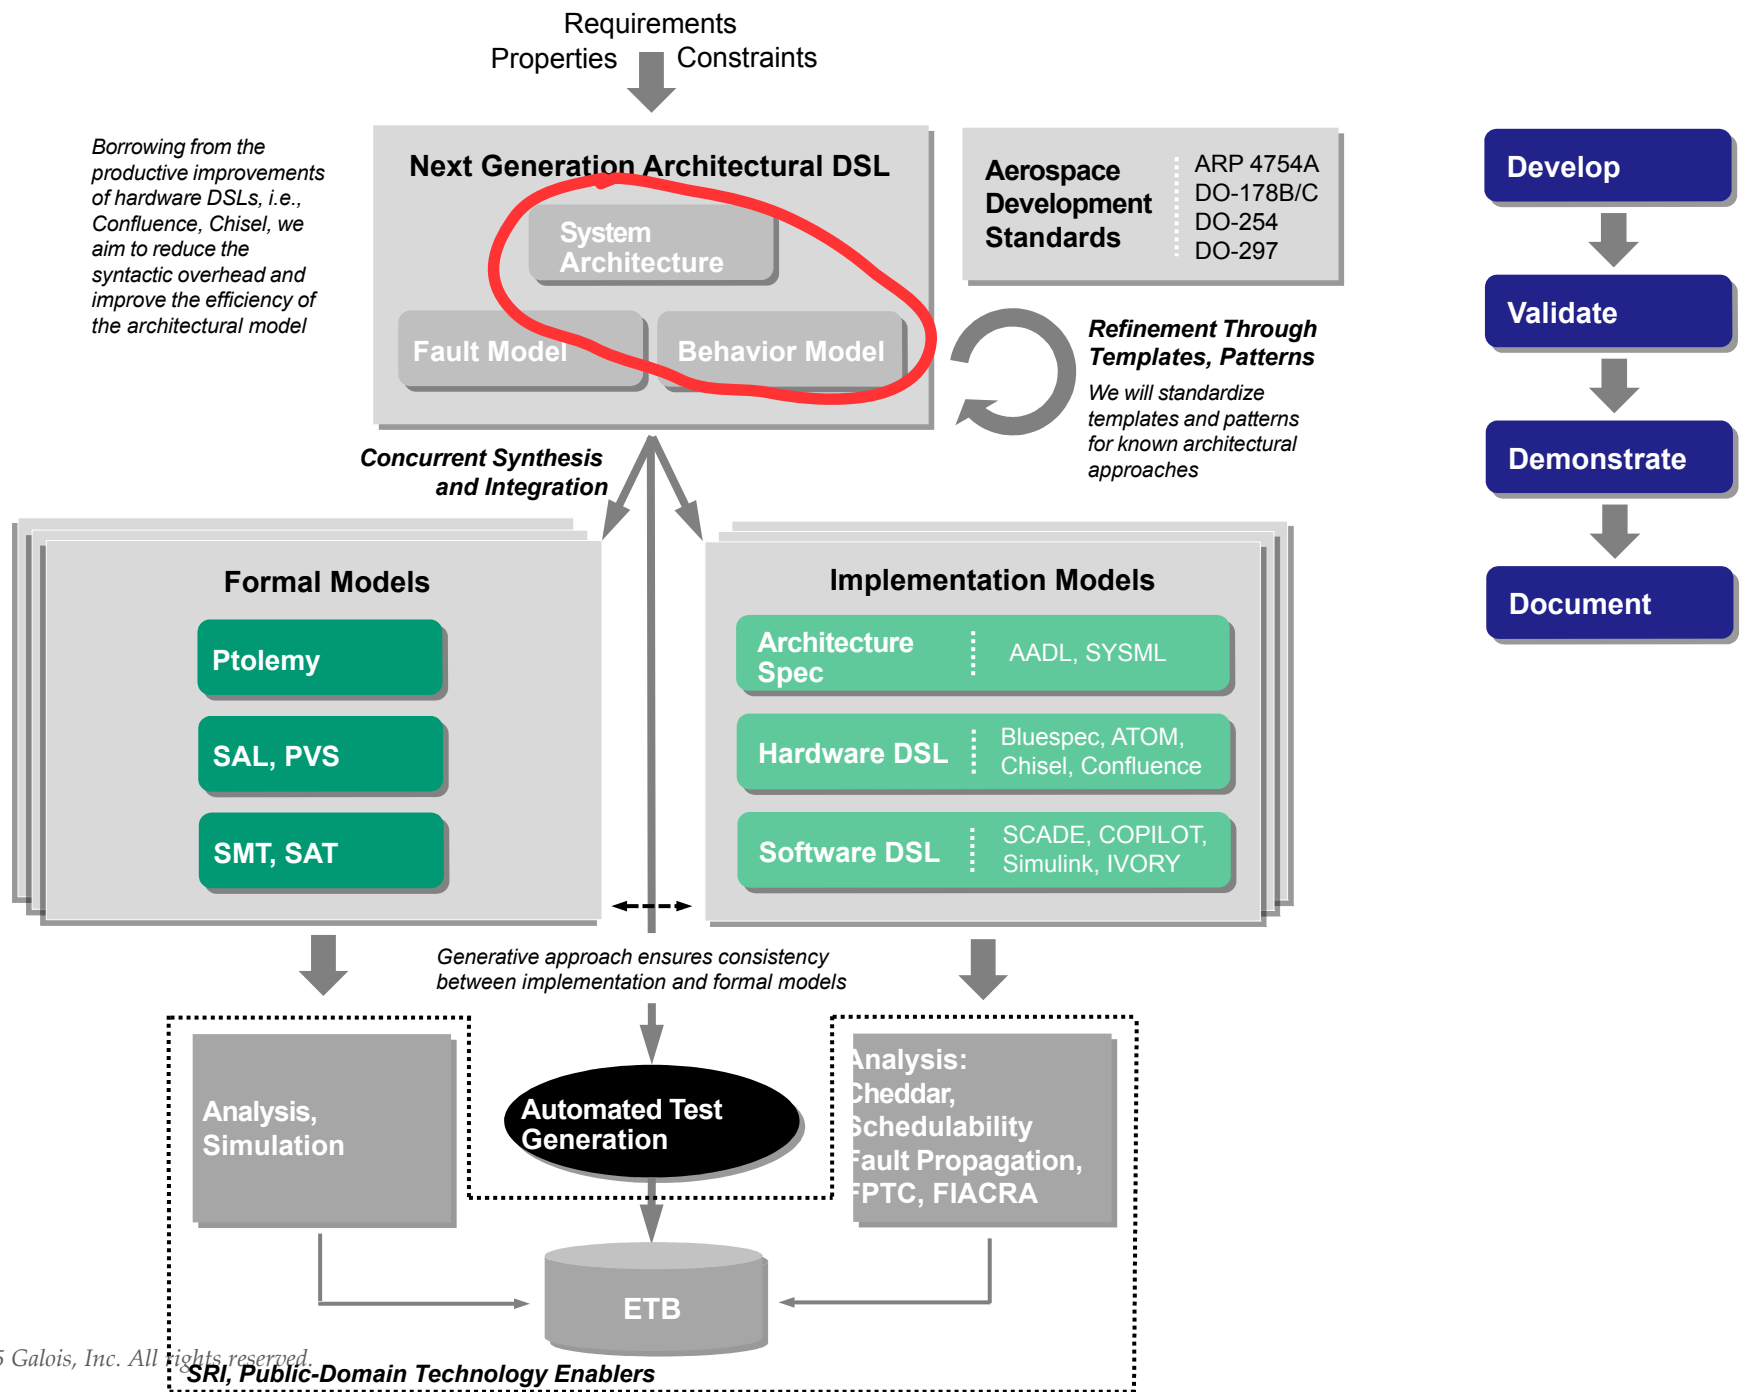 Requirements
Properties
Constraints
Borrowing from the
productive improvements
of hardware DSLs, i.e.,
Confluence, Chisel, we
aim to reduce the
syntactic overhead and
improve the efficiency of
the architectural model
Next Generation Architectural DSL
System
Architecture
Fault Model
Behavior Model
Aerospace
Development
Standards
ARP 4754A
DO-178B/C
DO-254
DO-297
Refinement Through
Templates, Patterns
We will standardize
templates and patterns
for known architectural
approaches
Develop
Validate
Demonstrate
Document
Concurrent Synthesis
and Integration
Formal Models
Ptolemy
SAL, PVS
SMT, SAT
Implementation Models
Architecture
Spec
AADL, SYSML
Hardware DSL
Bluespec, ATOM,
Chisel, Confluence
Software DSL
SCADE, COPILOT,
Simulink, IVORY
Generative approach ensures consistency
between implementation and formal models
Analysis,
Simulation
Automated Test
Generation
Analysis:
Cheddar,
Schedulability
Fault Propagation,
FPTC, FIACRA
ETB
5 Galois, Inc. All rights reserved.
SRI, Public-Domain Technology Enablers